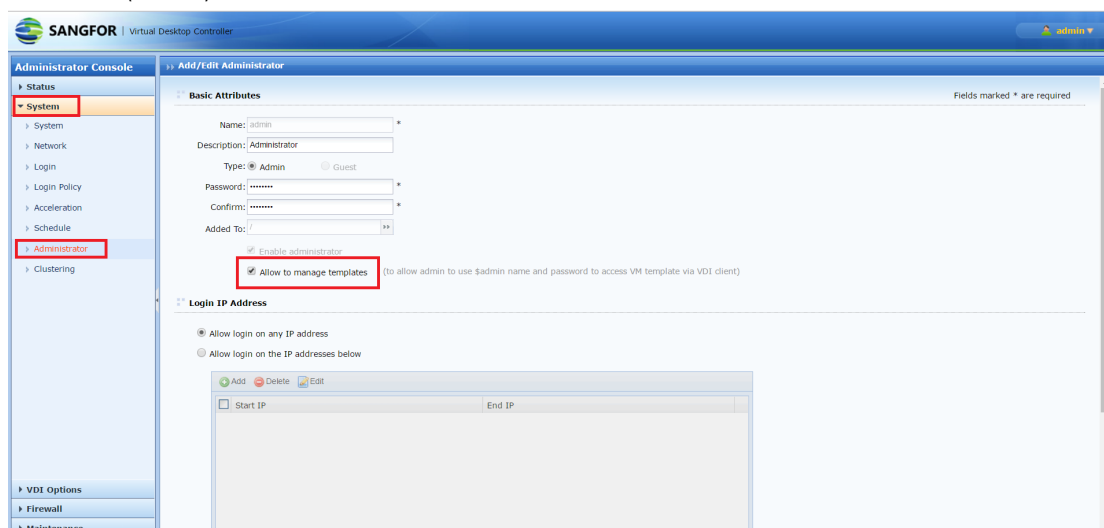 SANGFOR | Virtual Desktop Controller
admin
Administrator Console
Add/Edit Administrator
Status
System
System
Network
Login
Login Policy
Acceleration
Schedule
Administrator
Clustering
VDI Options
Firewall
Maintenance
Basic Attributes
Fields marked * are required
Name: admin *
Description: Administrator
Type: Admin Guest
Password: •••••••• *
Confirm: •••••••• *
Added To: /
Enable administrator
Allow to manage templates (to allow admin to use $admin name and password to access VM template via VDI client)
Login IP Address
Allow login on any IP address
Allow login on the IP addresses below
Add Delete Edit
Start IP End IP